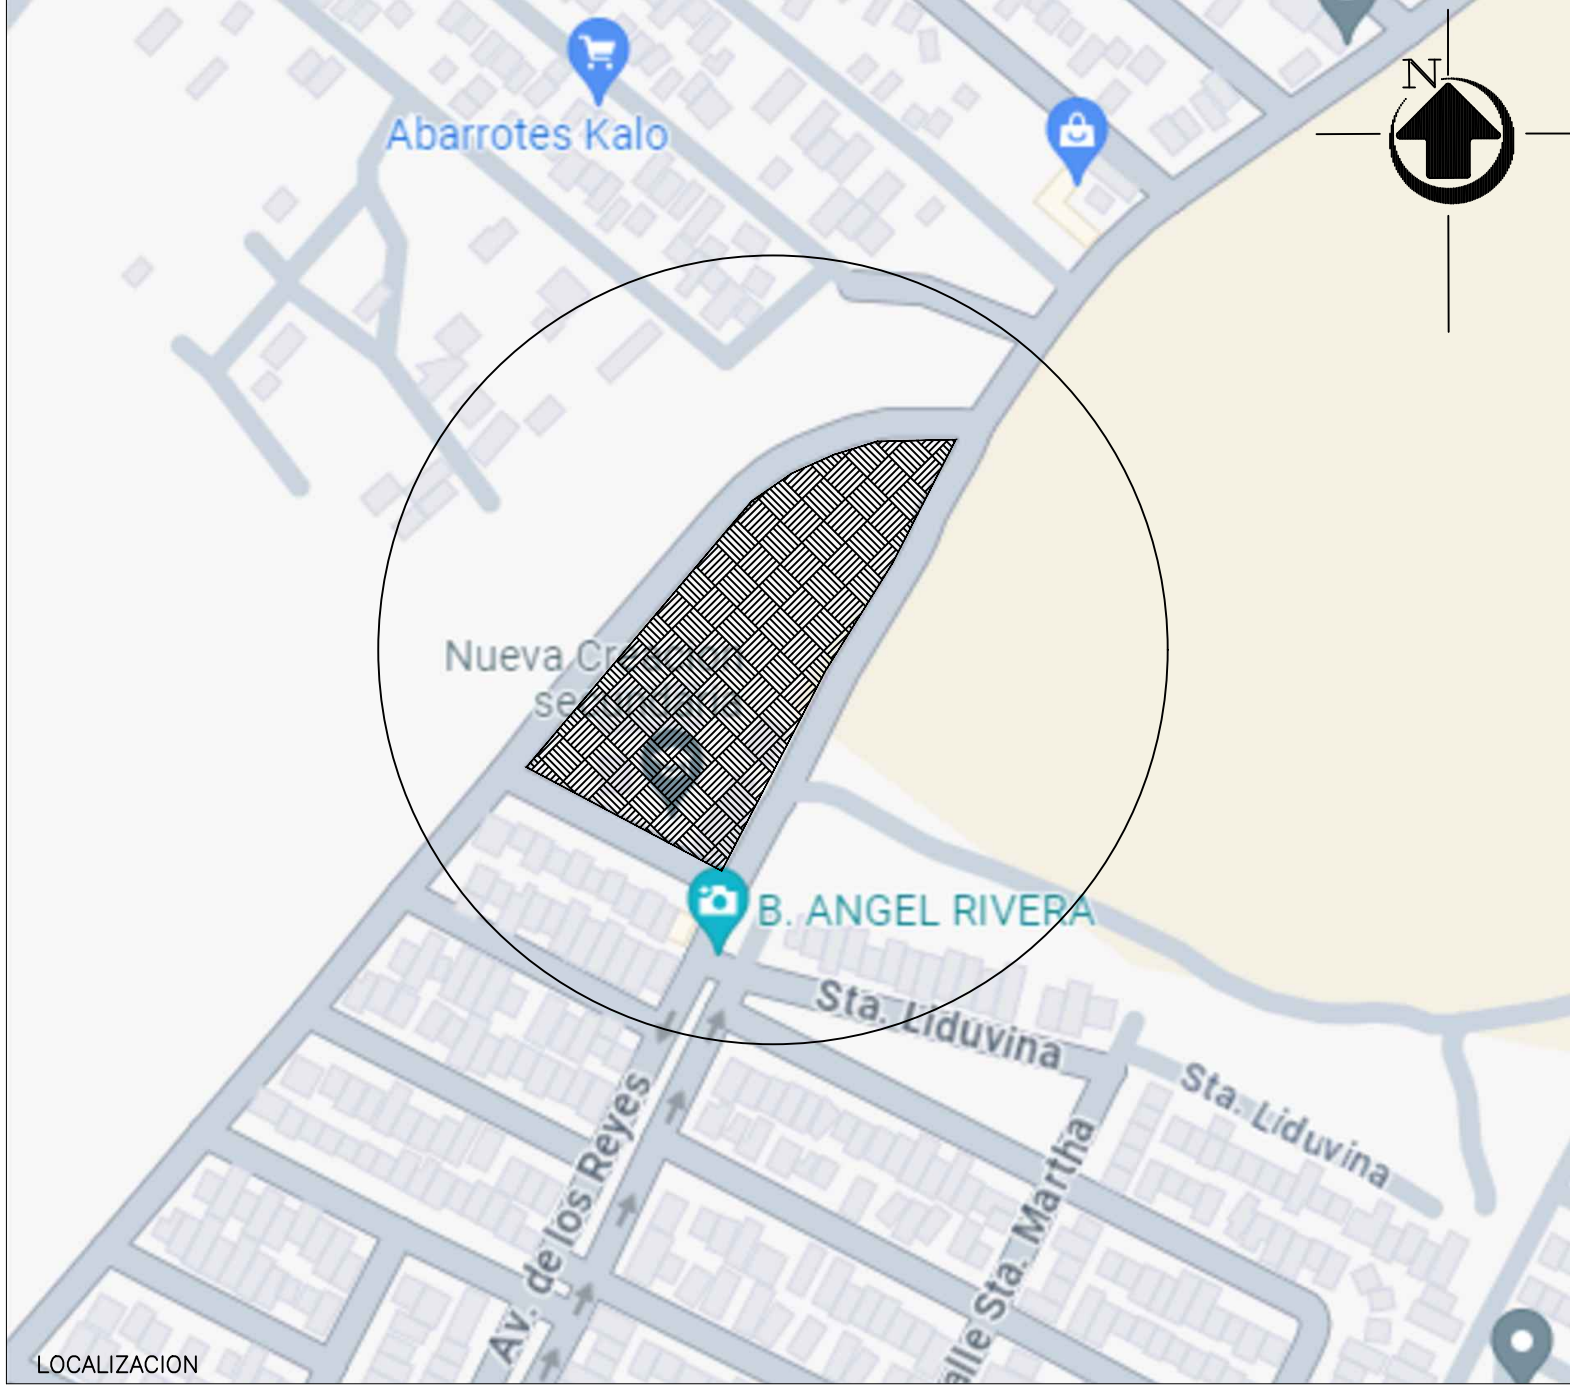 N
Abarrotes Kalo
Nueva
B. ANGEL RIVERA
Sta. Liduvina
Sta. Liduvina
Av. de los Reyes
Sta. Martha
LOCALIZACION